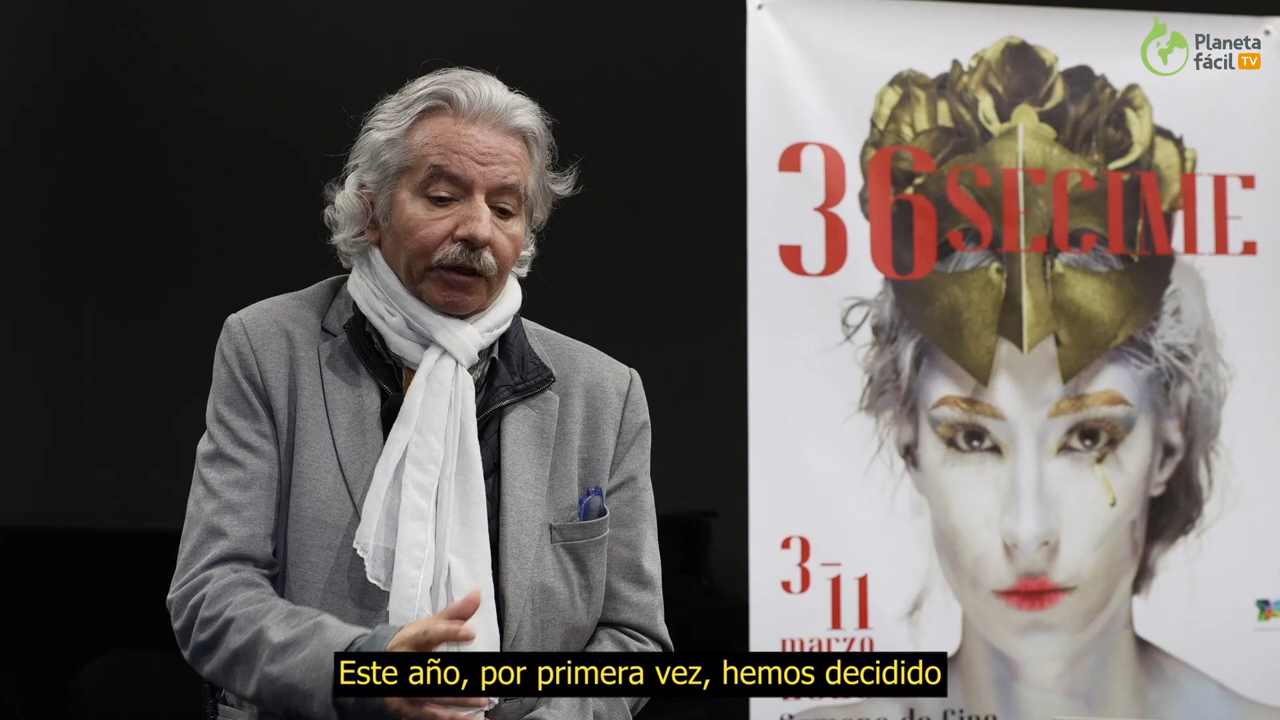 Planeta
fácil TV
36 SECIME
3-11
marzo
Este año, por primera vez, hemos decidido